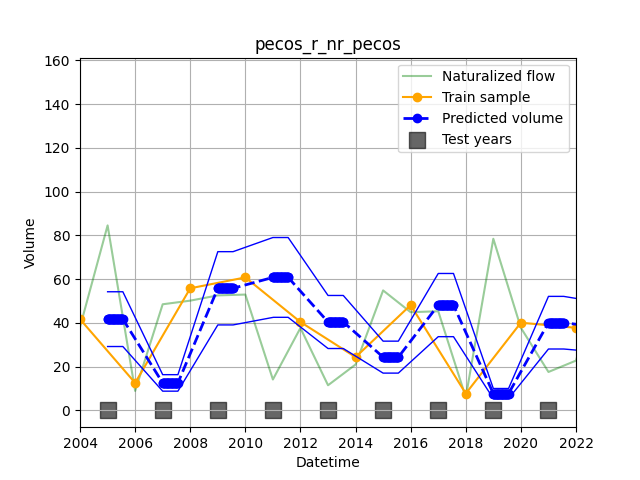 pecos_r_nr_pecos
160
140
120
100
80
60
40
20
0
Volume
Naturalized flow
Train sample
Predicted volume
Test years
2004 2006 2008 2010 2012 2014 2016 2018 2020 2022
Datetime